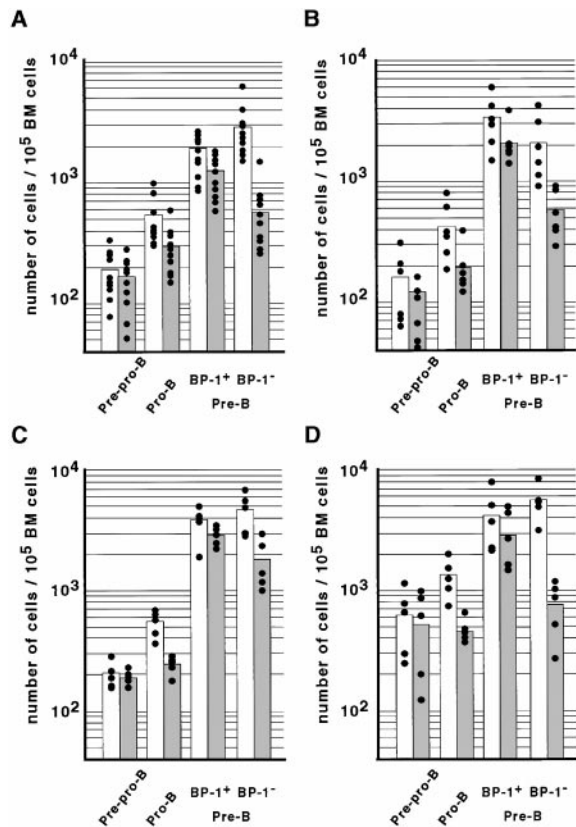 A
number of cells / 10⁵ BM cells
10⁴
10³
10²
Pre-pro-B
Pro-B
BP-1⁺ BP-1⁻
Pre-B
B
number of cells / 10⁵ BM cells
10⁴
10³
10²
Pre-pro-B
Pro-B
BP-1⁺ BP-1⁻
Pre-B
C
number of cells / 10⁵ BM cells
10⁴
10³
10²
Pre-pro-B
Pro-B
BP-1⁺ BP-1⁻
Pre-B
D
number of cells / 10⁵ BM cells
10⁴
10³
10²
Pre-pro-B
Pro-B
BP-1⁺ BP-1⁻
Pre-B